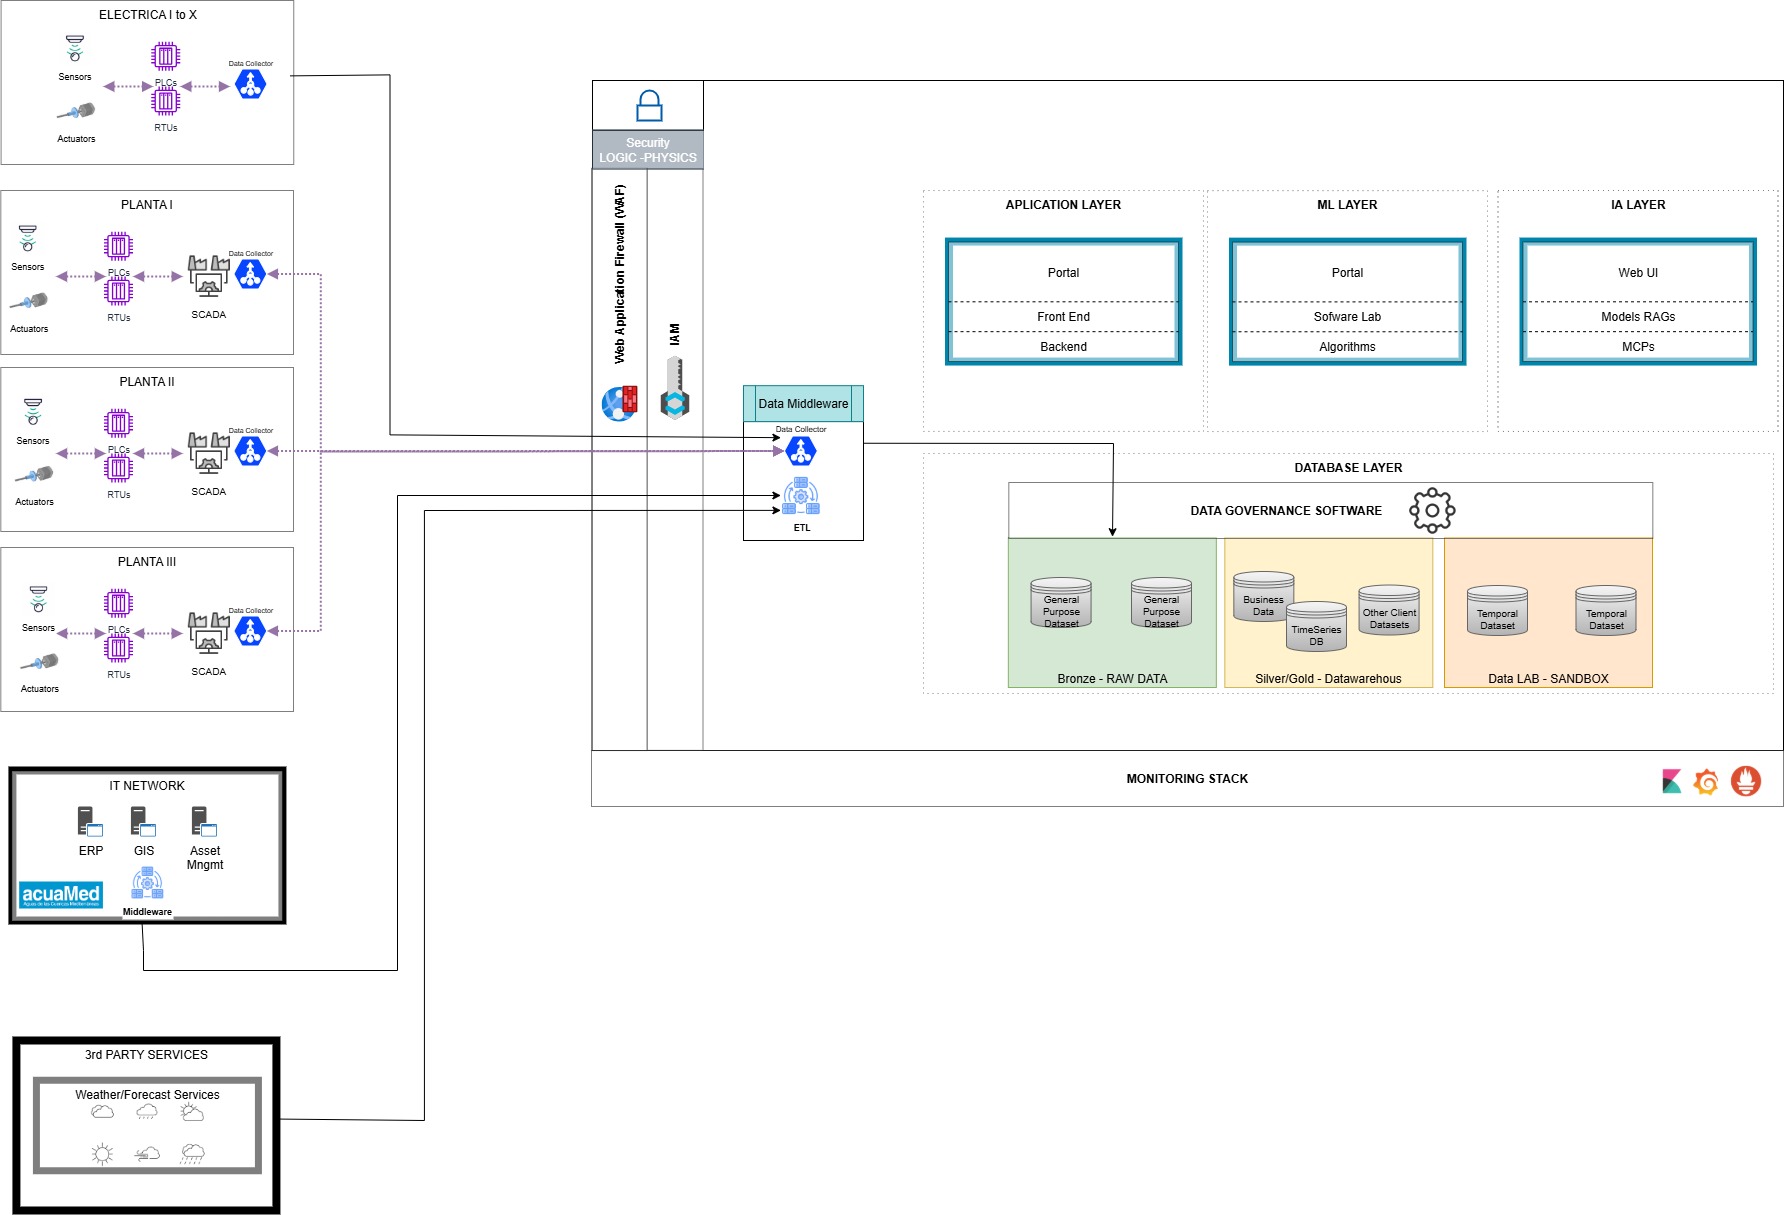 ELECTRICA I to X
Sensors
Actuators
PLCs
RTUs
Data Collector
PLANTA I
Sensors
Actuators
PLCs
RTUs
SCADA
Data Collector
PLANTA II
Sensors
Actuators
PLCs
RTUs
SCADA
Data Collector
PLANTA III
Sensors
Actuators
PLCs
RTUs
SCADA
Data Collector
IT NETWORK
ERP
GIS
Asset
Mngmt
acuaMed
Aguas de las Cuencas Mediterráneas
Middleware
3rd PARTY SERVICES
Weather/Forecast Services
Security
LOGIC -PHYSICS
Web Application Firewall (WAF)
IAM
Data Middleware
Data Collector
ETL
APLICATION LAYER
Portal
Front End
Backend
ML LAYER
Portal
Sofware Lab
Algorithms
IA LAYER
Web UI
Models RAGs
MCPs
DATABASE LAYER
DATA GOVERNANCE SOFTWARE
General
Purpose
Dataset
General
Purpose
Dataset
Bronze - RAW DATA
Business
Data
TimeSeries
DB
Other Client
Datasets
Silver/Gold - Datawarehous
Temporal
Dataset
Temporal
Dataset
Data LAB - SANDBOX
MONITORING STACK